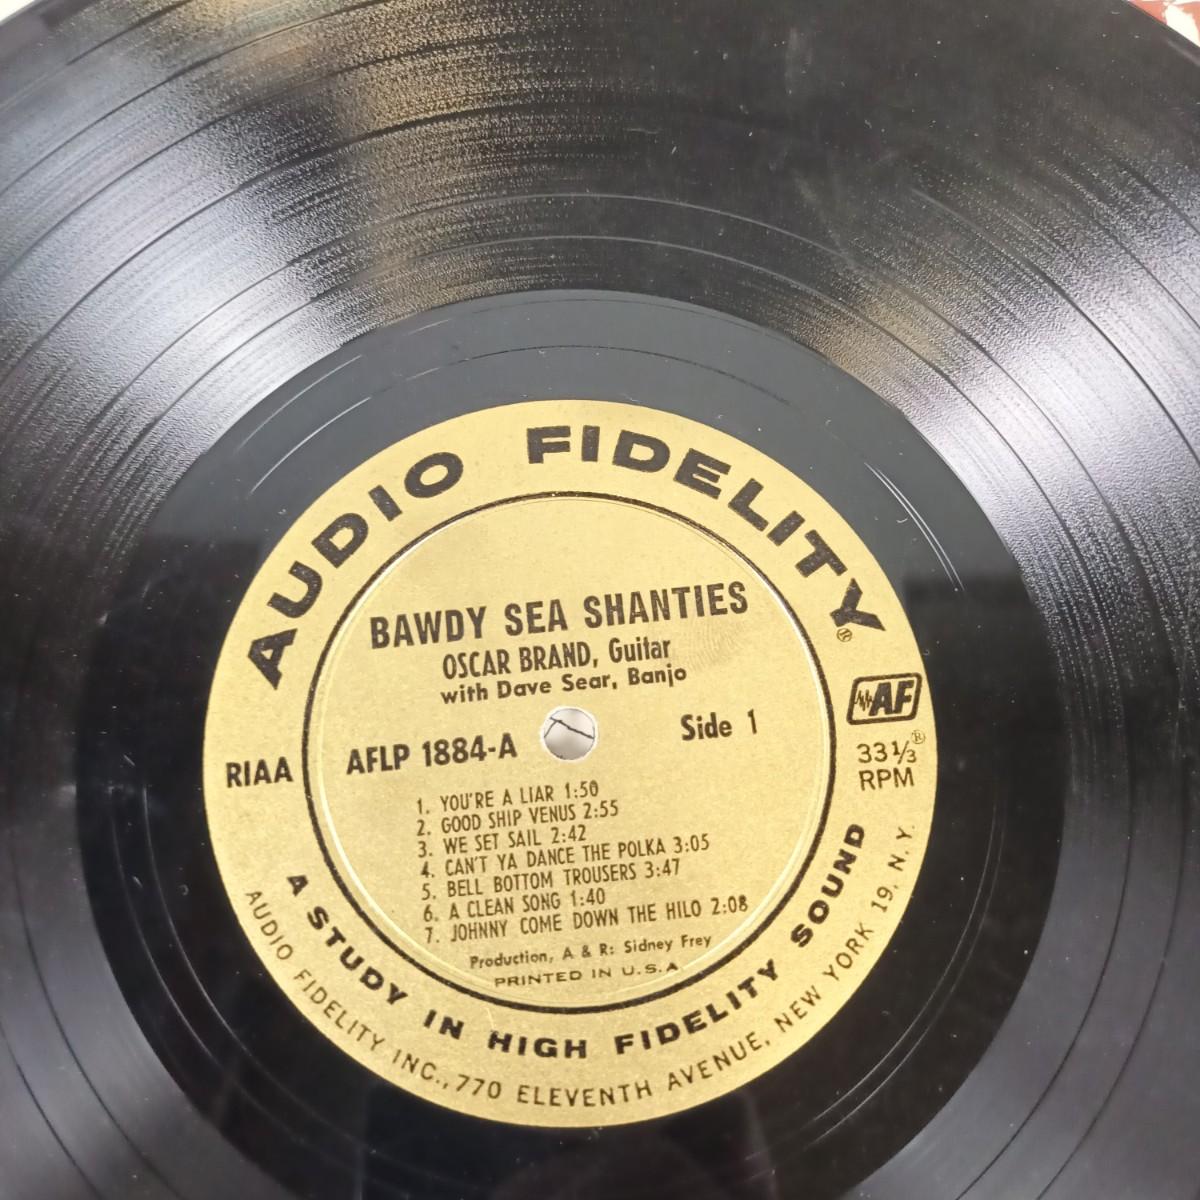 AUDIO FIDELITY®
BAWDY SEA SHANTIES
OSCAR BRAND, Guitar
with Dave Sear, Banjo
AF®
RIAA
AFLP 1884-A
Side 1
33⅓
RPM
1. YOU'RE A LIAR 1:50
2. GOOD SHIP VENUS 2:55
3. WE SET SAIL 2:42
4. CAN'T YA DANCE THE POLKA 3:05
5. BELL BOTTOM TROUSERS 3:47
6. A CLEAN SONG 1:40
7. JOHNNY COME DOWN THE HILO 2:08
Production, A & R: Sidney Frey
PRINTED IN U.S.A
A STUDY IN HIGH FIDELITY SOUND
AUDIO FIDELITY INC., 770 ELEVENTH AVENUE, NEW YORK 19, N.Y.